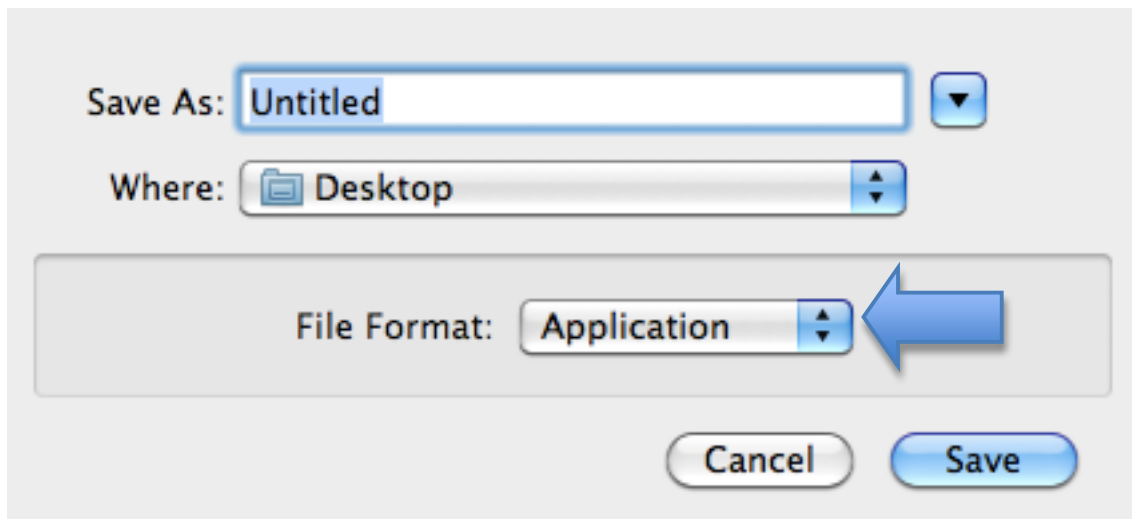 Save As: Untitled
Where: Desktop
File Format: Application
Cancel Save